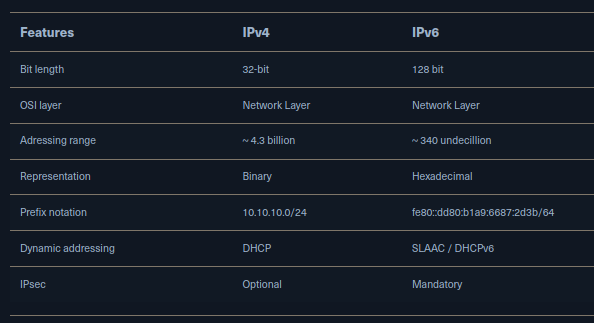 Features IPv4 IPv6
Bit length 32-bit 128 bit
OSI layer Network Layer Network Layer
Adressing range ~ 4.3 billion ~ 340 undecillion
Representation Binary Hexadecimal
Prefix notation 10.10.10.0/24 fe80::dd80:b1a9:6687:2d3b/64
Dynamic addressing DHCP SLAAC / DHCPv6
IPsec Optional Mandatory